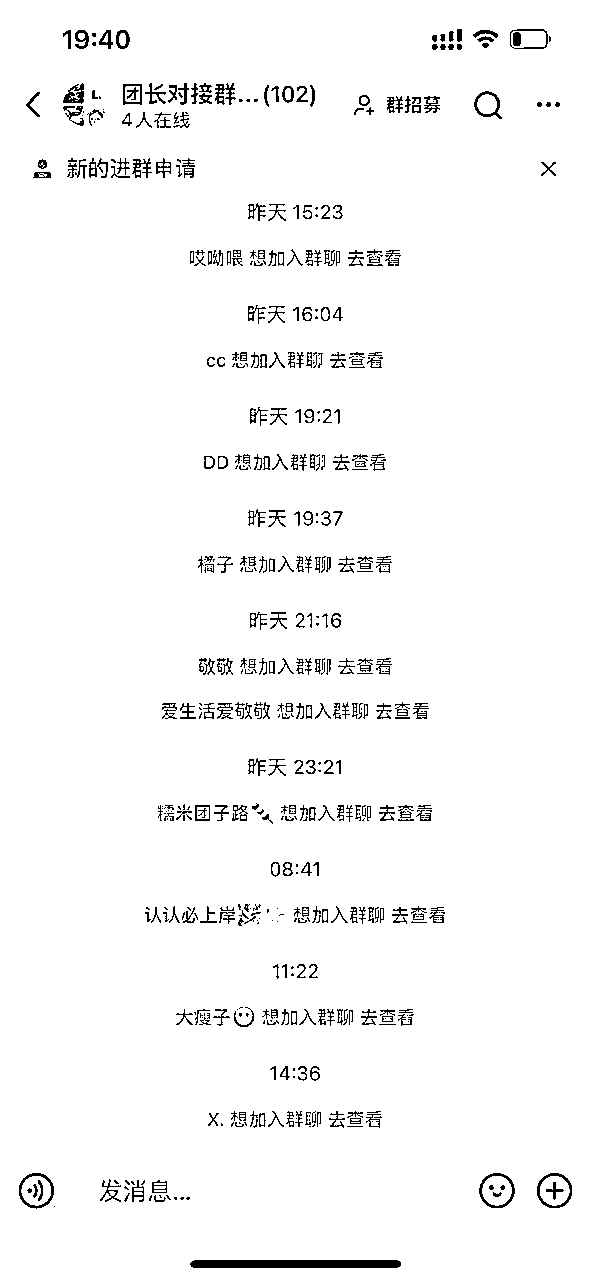 19:40
团长对接群...(102)
4人在线
群招募
新的进群申请
昨天 15:23
哎呦喂 想加入群聊 去查看
昨天 16:04
cc 想加入群聊 去查看
昨天 19:21
DD 想加入群聊 去查看
昨天 19:37
橘子 想加入群聊 去查看
昨天 21:16
敬敬 想加入群聊 去查看
爱生活爱敬敬 想加入群聊 去查看
昨天 23:21
糯米团子路🍡 想加入群聊 去查看
08:41
认认必上岸 想加入群聊 去查看
11:22
大瘦子😶 想加入群聊 去查看
14:36
X. 想加入群聊 去查看
发消息...